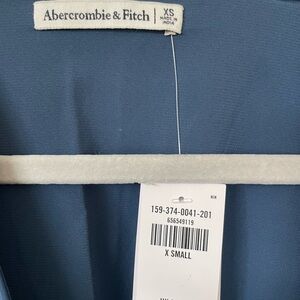 Abercrombie & Fitch
XS
MADE IN
INDIA
159-374-0041-201
656549119
X SMALL